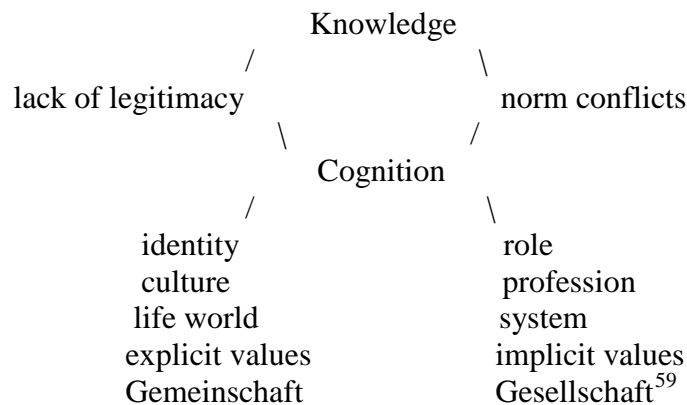 Knowledge
/ \
lack of legitimacy norm conflicts
\ /
Cognition
/ \
identity role
culture profession
life world system
explicit values implicit values
Gemeinschaft Gesellschaft⁵⁹